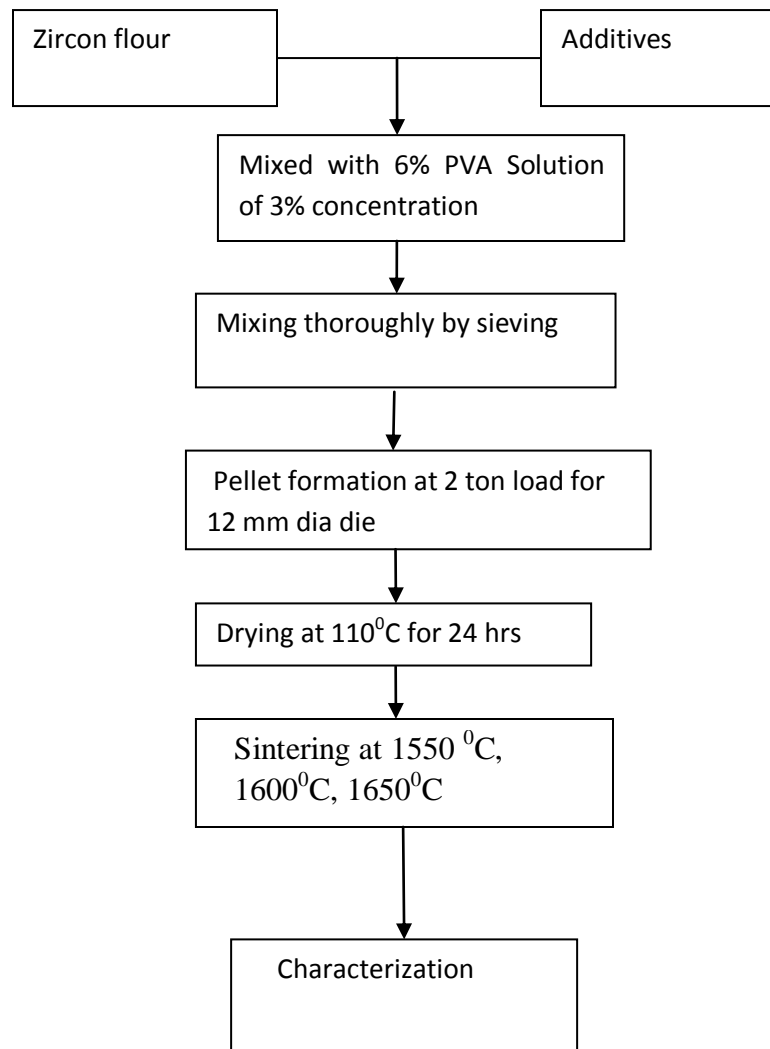 Zircon flour
Additives
Mixed with 6% PVA Solution
of 3% concentration
Mixing thoroughly by sieving
Pellet formation at 2 ton load for
12 mm dia die
Drying at 110⁰C for 24 hrs
Sintering at 1550 ⁰C,
1600⁰C, 1650⁰C
Characterization